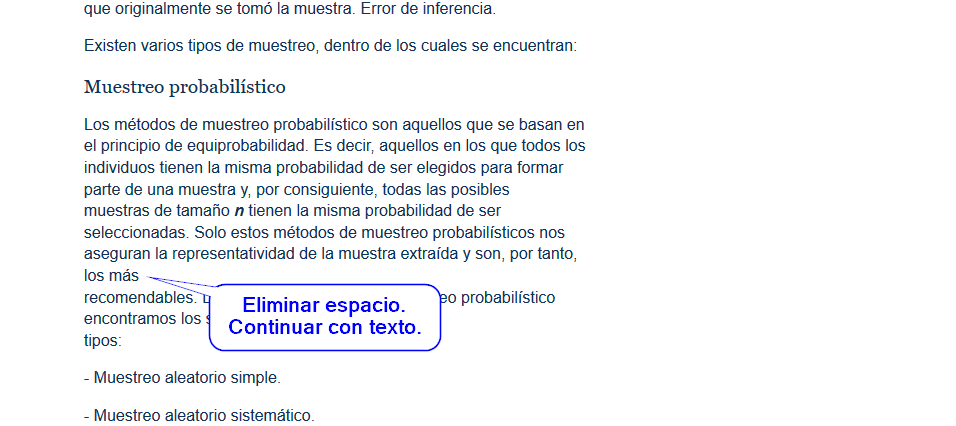 que originalmente se tomó la muestra. Error de inferencia.
Existen varios tipos de muestreo, dentro de los cuales se encuentran:
Muestreo probabilístico
Los métodos de muestreo probabilístico son aquellos que se basan en
el principio de equiprobabilidad. Es decir, aquellos en los que todos los
individuos tienen la misma probabilidad de ser elegidos para formar
parte de una muestra y, por consiguiente, todas las posibles
muestras de tamaño n tienen la misma probabilidad de ser
seleccionadas. Solo estos métodos de muestreo probabilísticos nos
aseguran la representatividad de la muestra extraída y son, por tanto,
los más
recomendables. probabilístico
encontramos los
tipos:
Eliminar espacio.
Continuar con texto.
- Muestreo aleatorio simple.
- Muestreo aleatorio sistemático.